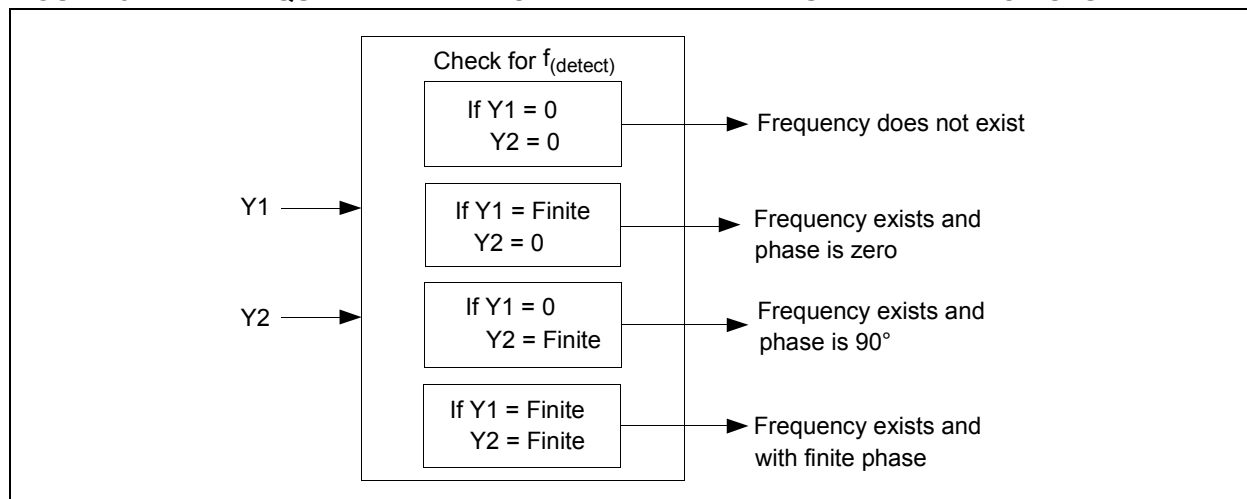 Check for f(detect)
If Y1 = 0
Y2 = 0
Frequency does not exist
Y1
If Y1 = Finite
Y2 = 0
Frequency exists and
phase is zero
Y2
If Y1 = 0
Y2 = Finite
Frequency exists and
phase is 90°
If Y1 = Finite
Y2 = Finite
Frequency exists and
with finite phase